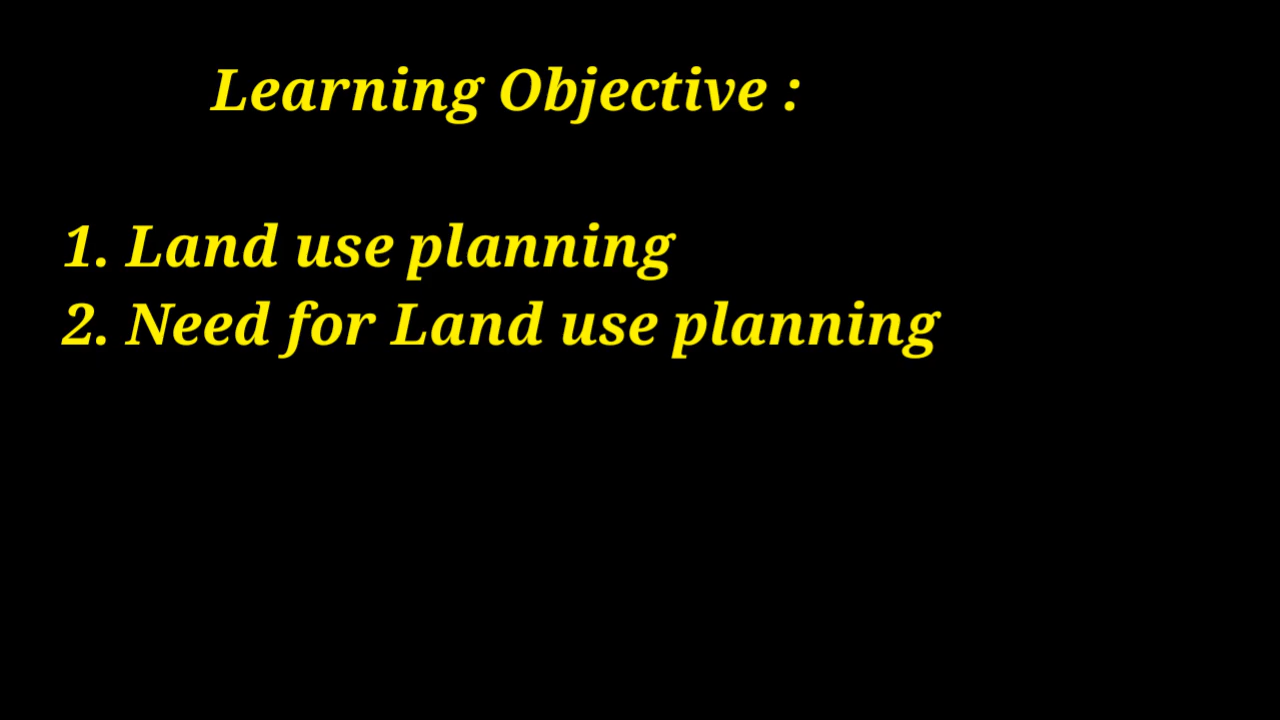 Learning Objective :
1. Land use planning
2. Need for Land use planning